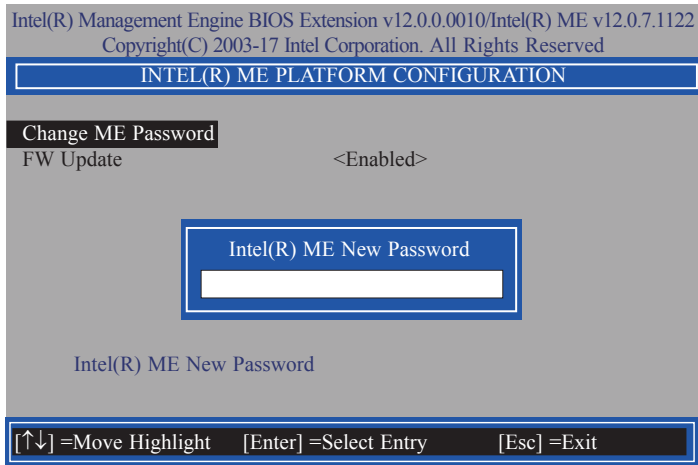 Intel(R) Management Engine BIOS Extension v12.0.0.0010/Intel(R) ME v12.0.7.1122
Copyright(C) 2003-17 Intel Corporation. All Rights Reserved
INTEL(R) ME PLATFORM CONFIGURATION
Change ME Password
FW Update <Enabled>
Intel(R) ME New Password
Intel(R) ME New Password
[↑↓] =Move Highlight [Enter] =Select Entry [Esc] =Exit